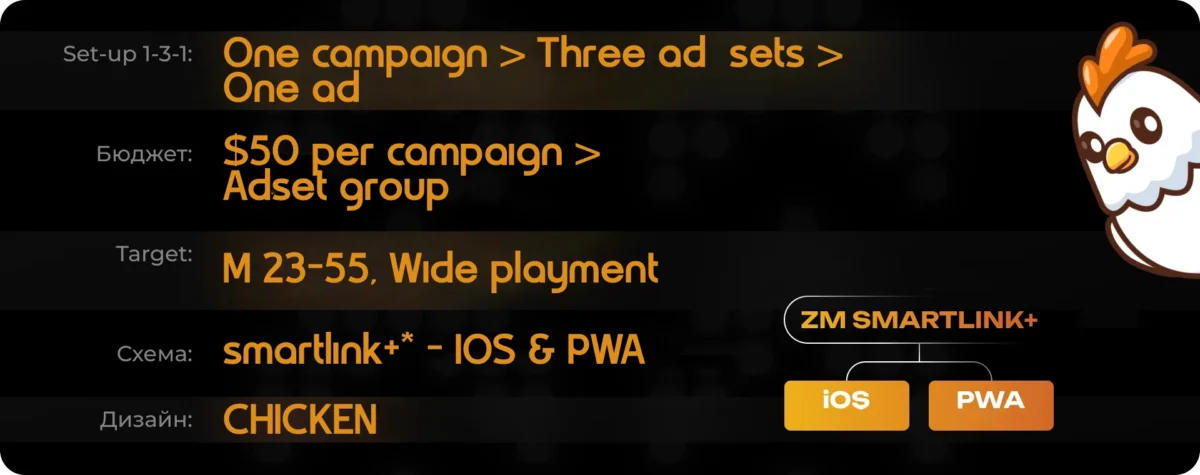 Set-up 1-3-1:
One campaign > Three ad sets >
One ad
Бюджет:
$50 per campaign >
Adset group
Target:
M 23-55, Wide playment
Схема:
smartlink+* - IOS & PWA
ZM SMARTLINK+
iOS
PWA
Дизайн:
CHICKEN